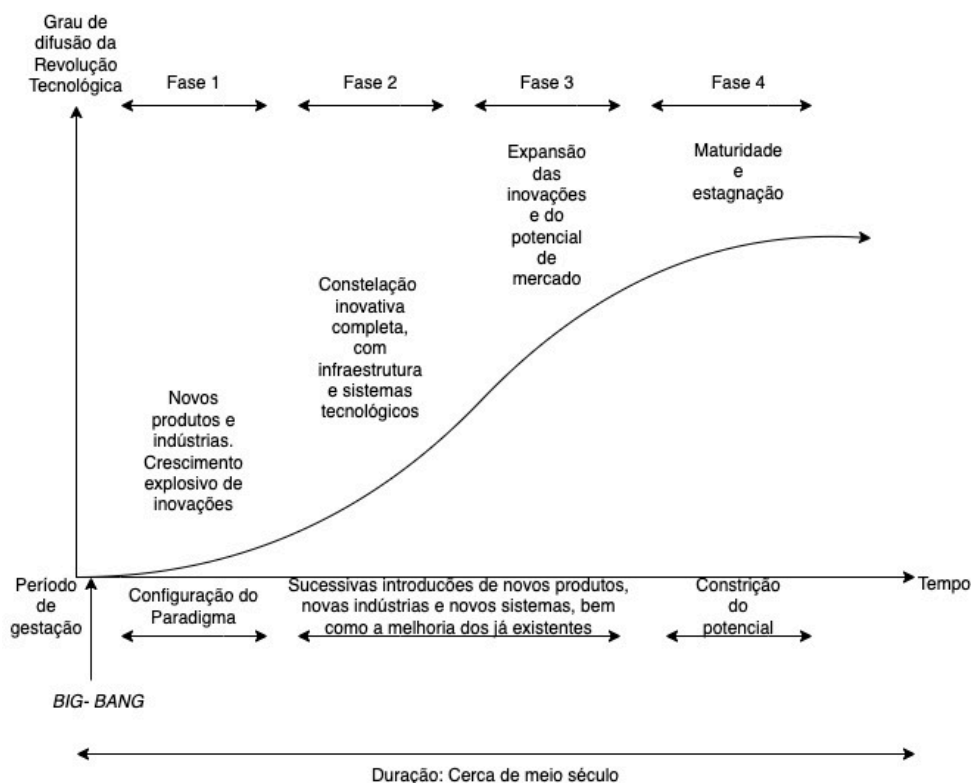 Grau de
difusão da
Revolução
Tecnológica
Fase 1
Fase 2
Fase 3
Fase 4
Expansão
das
inovações
e do
potencial
de
mercado
Maturidade
e
estagnação
Constelação
inovativa
completa,
com
infraestrutura
e sistemas
tecnológicos
Novos
produtos e
indústrias.
Crescimento
explosivo de
inovações
Período
de
gestação
Configuração do
Paradigma
Sucessivas introducões de novos produtos,
novas indústrias e novos sistemas, bem
como a melhoria dos já existentes
Constrição
do
potencial
Tempo
BIG- BANG
Duração: Cerca de meio século